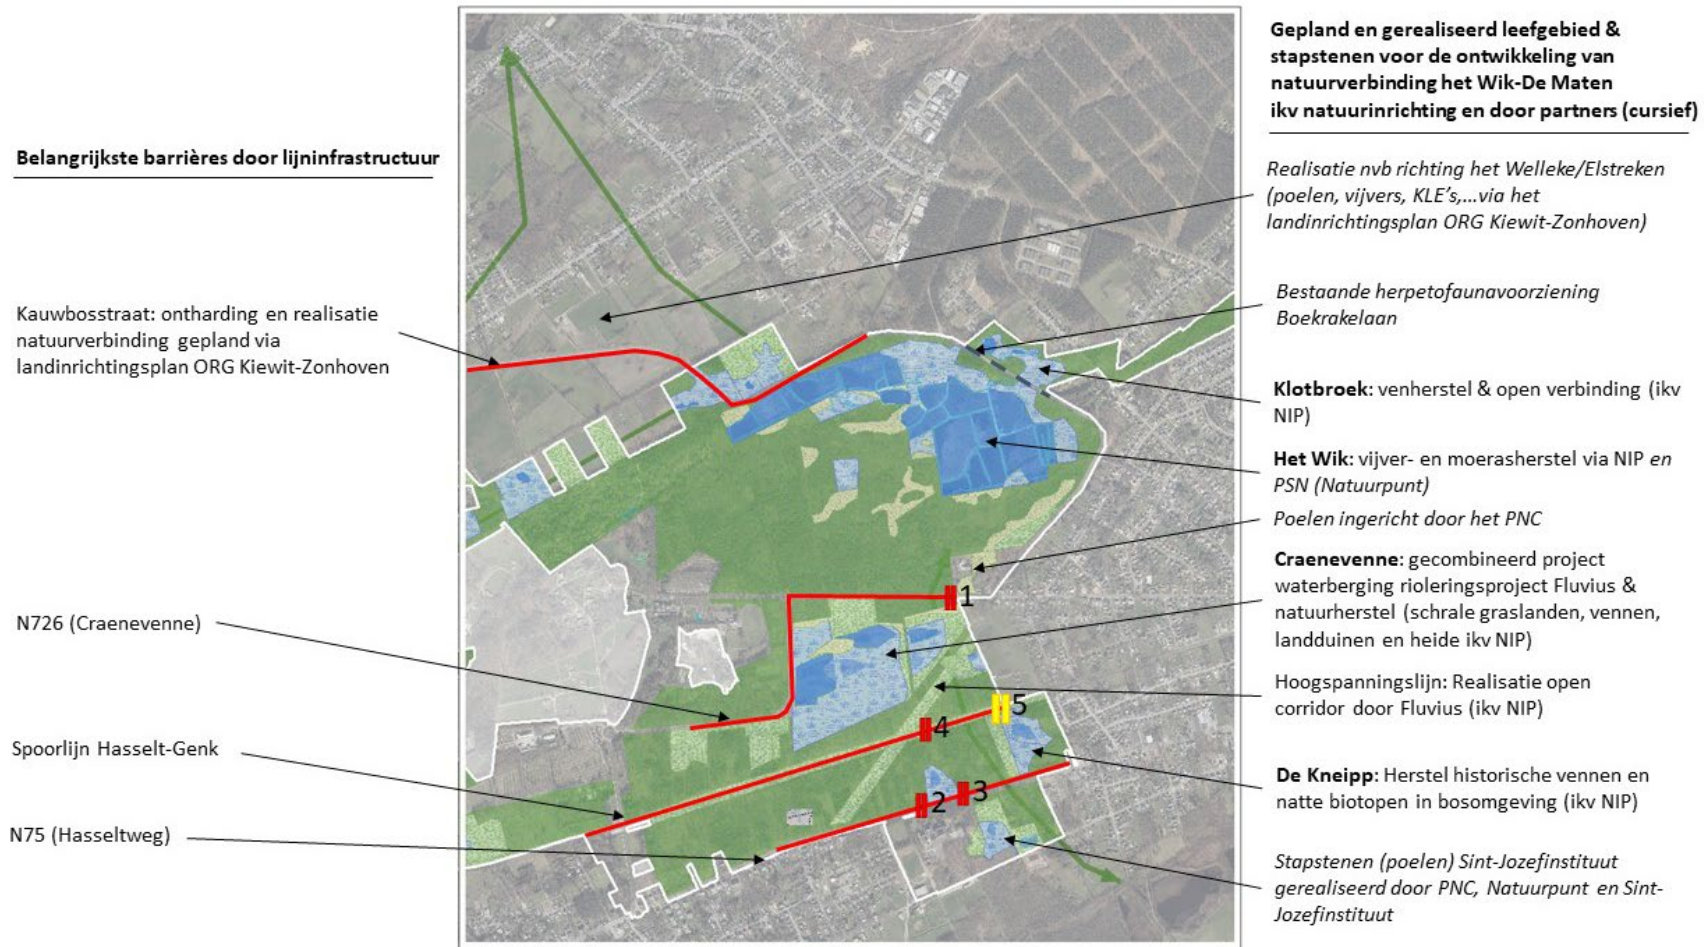 Belangrijkste barrières door lijninfrastructuur
Kauwbosstraat: ontharding en realisatie
natuurverbinding gepland via
landinrichtingsplan ORG Kiewit-Zonhoven
N726 (Craenevenne)
Spoorlijn Hasselt-Genk
N75 (Hasseltweg)
1
5
4
3
2
Gepland en gerealiseerd leefgebied &
stapstenen voor de ontwikkeling van
natuurverbinding het Wik-De Maten
ikv natuurinrichting en door partners (cursief)
Realisatie nvb richting het Welleke/Elstreken
(poelen, vijvers, KLE's,...via het
landinrichtingsplan ORG Kiewit-Zonhoven)
Bestaande herpetofaunavoorziening
Boekrakelaan
Klotbroek: venherstel & open verbinding (ikv
NIP)
Het Wik: vijver- en moerasherstel via NIP en
PSN (Natuurpunt)
Poelen ingericht door het PNC
Craenevenne: gecombineerd project
waterberging rioleringsproject Fluvius &
natuurherstel (schrale graslanden, vennen,
landduinen en heide ikv NIP)
Hoogspanningslijn: Realisatie open
corridor door Fluvius (ikv NIP)
De Kneipp: Herstel historische vennen en
natte biotopen in bosomgeving (ikv NIP)
Stapstenen (poelen) Sint-Jozefinstituut
gerealiseerd door PNC, Natuurpunt en Sint-
Jozefinstituut